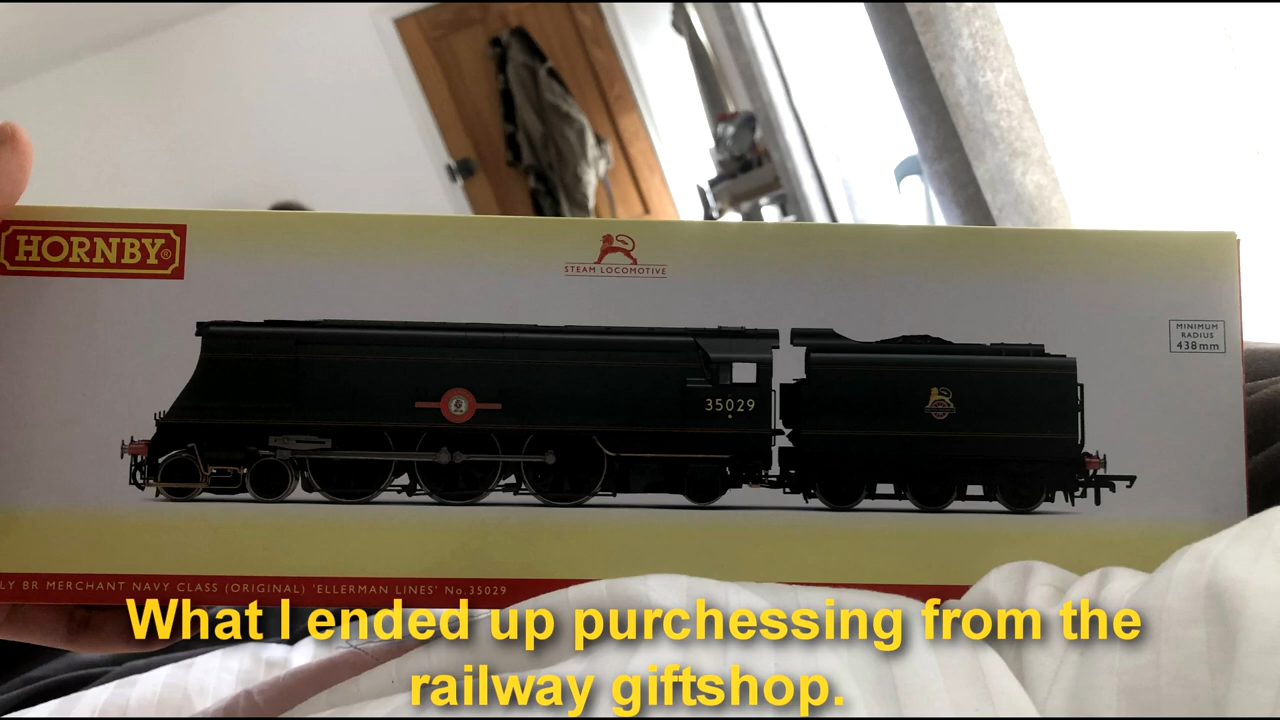 HORNBY®
STEAM LOCOMOTIVE
MINIMUM
RADIUS
438mm
35029
LY BR MERCHANT NAVY CLASS (ORIGINAL) 'ELLERMAN LINES' No.35029
What I ended up purchessing from the
railway giftshop.